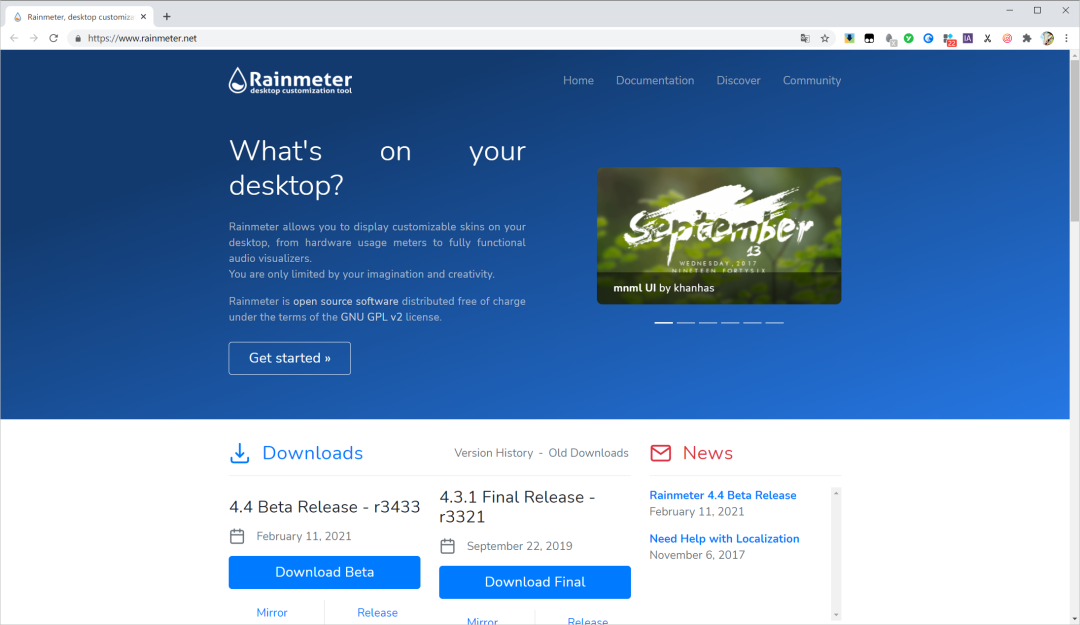 Rainmeter, desktop customiza
https://www.rainmeter.net
22
IA
Rainmeter
desktop customization tool
Home Documentation Discover Community
What's on your
desktop?
Rainmeter allows you to display customizable skins on your
desktop, from hardware usage meters to fully functional
audio visualizers.
You are only limited by your imagination and creativity.
Rainmeter is open source software distributed free of charge
under the terms of the GNU GPL v2 license.
Get started »
September
13
WEDNESDAY, 2017
NINETEEN FORTYSIX
mnml UI by khanhas
Downloads
Version History - Old Downloads
4.4 Beta Release - r3433
February 11, 2021
Download Beta
Mirror Release
4.3.1 Final Release -
r3321
September 22, 2019
Download Final
Mirror Release
News
Rainmeter 4.4 Beta Release
February 11, 2021
Need Help with Localization
November 6, 2017